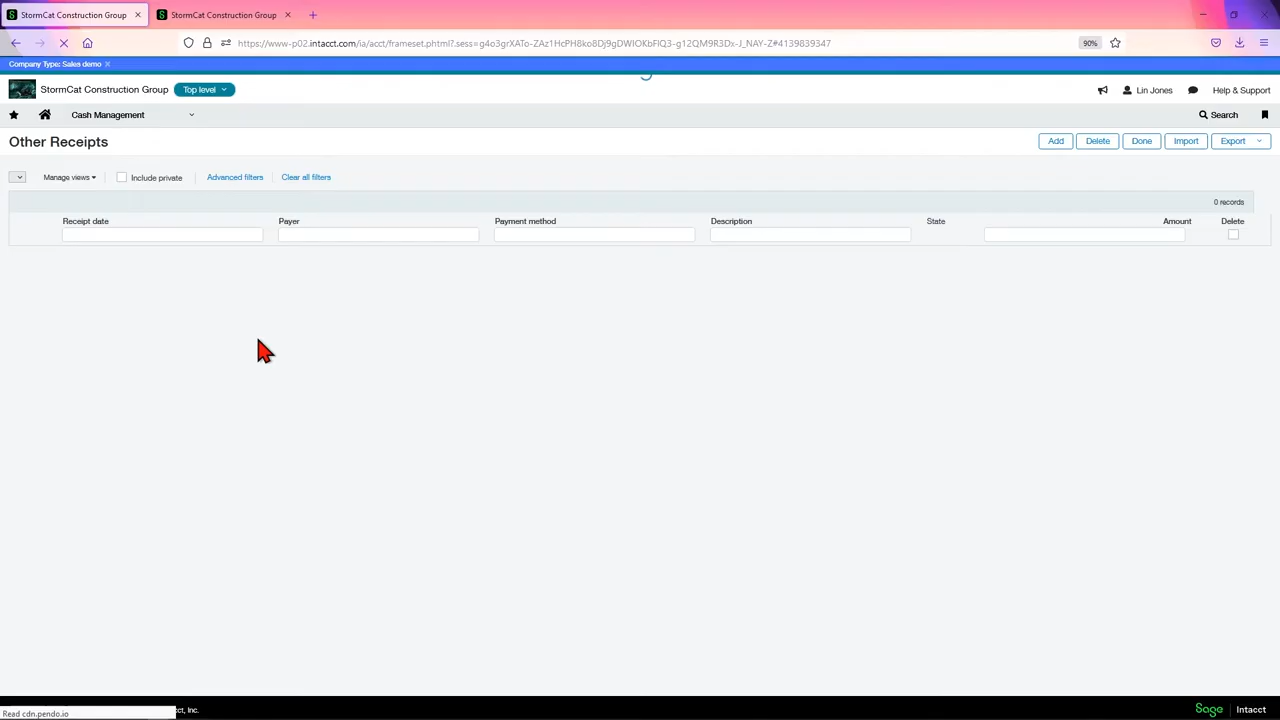 StormCat Construction Group
StormCat Construction Group
https://www-p02.intacct.com/ia/acct/frameset.phtml?.sess=g4o3grXATo-ZAz1HcPH8ko8Dj9gDWIOKbFlQ3-g12QM9R3Dx-J_NAY-Z#4139839347
90%
Company Type: Sales demo
StormCat Construction Group
Top level
Lin Jones
Help & Support
Cash Management
Search
Other Receipts
Add
Delete
Done
Import
Export
Manage views
Include private
Advanced filters
Clear all filters
0 records
Receipt date
Payer
Payment method
Description
State
Amount
Delete
Read cdn.pendo.io
cct, Inc.
Sage
Intacct